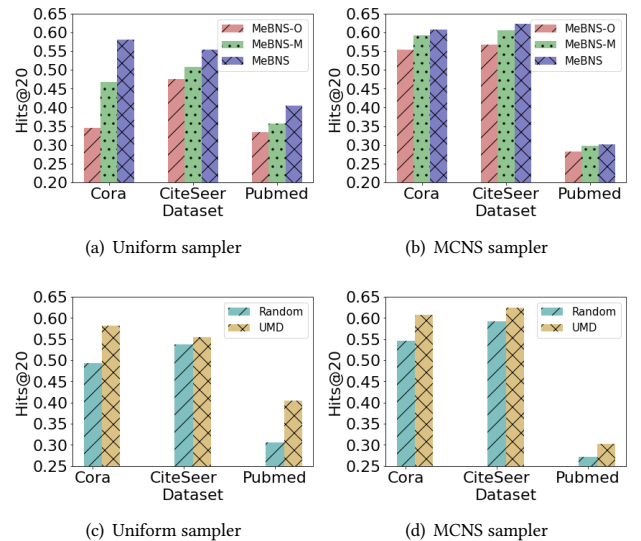 0.65
0.60
0.55
0.50
0.45
0.40
0.35
0.30
0.25
0.20
Hits@20
MeBNS-O
MeBNS-M
MeBNS
Cora CiteSeer Pubmed
Dataset
(a) Uniform sampler
0.65
0.60
0.55
0.50
0.45
0.40
0.35
0.30
0.25
0.20
Hits@20
MeBNS-O
MeBNS-M
MeBNS
Cora CiteSeer Pubmed
Dataset
(b) MCNS sampler
0.65
0.60
0.55
0.50
0.45
0.40
0.35
0.30
0.25
Hits@20
Random
UMD
Cora CiteSeer Pubmed
Dataset
(c) Uniform sampler
0.65
0.60
0.55
0.50
0.45
0.40
0.35
0.30
0.25
Hits@20
Random
UMD
Cora CiteSeer Pubmed
Dataset
(d) MCNS sampler